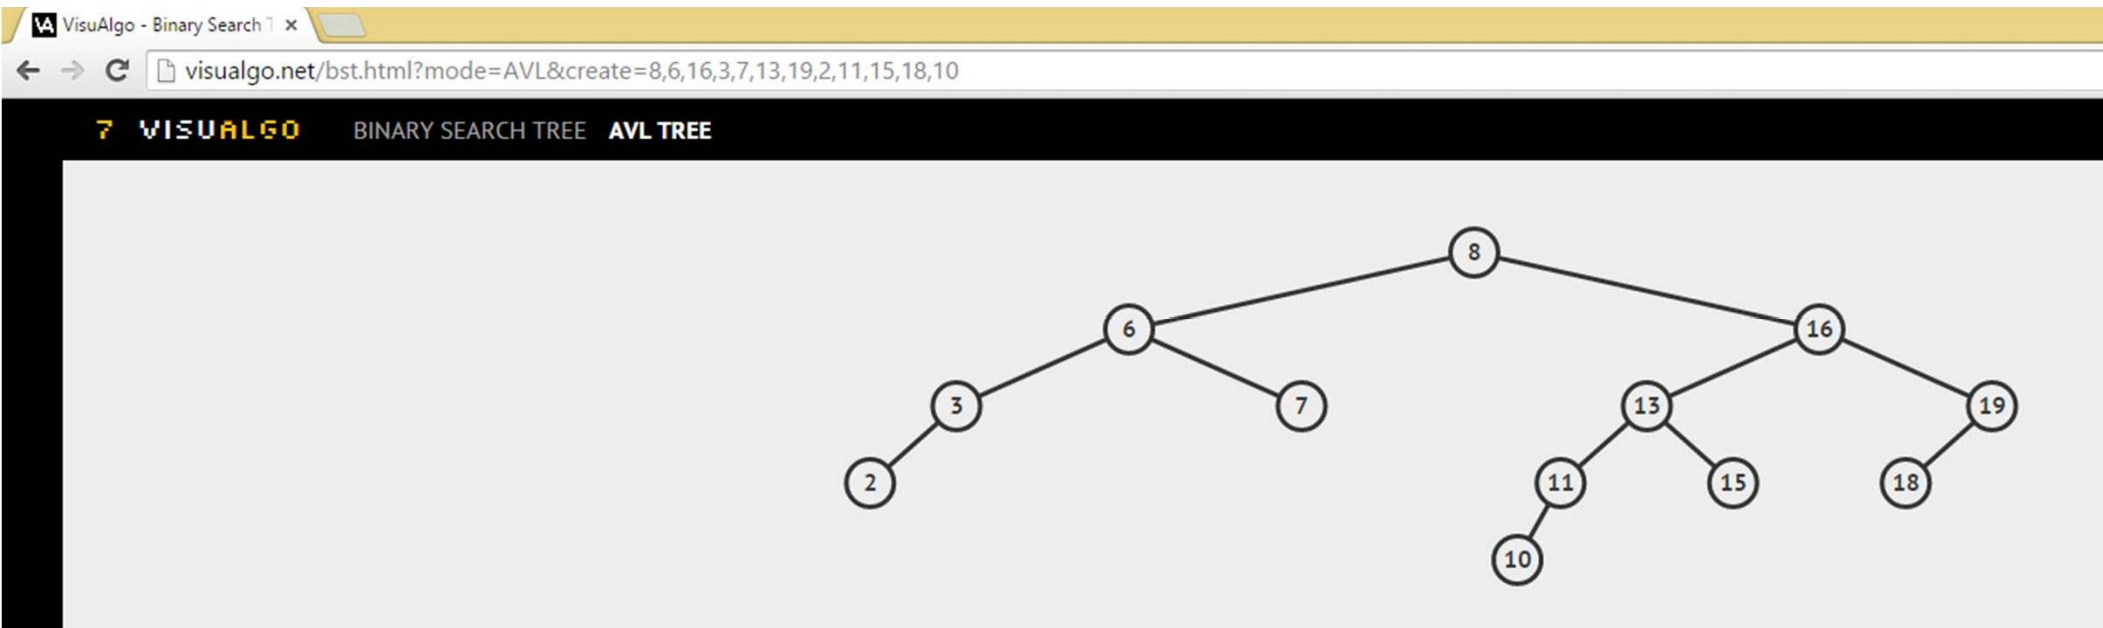 VisuAlgo - Binary Search T
visualgo.net/bst.html?mode=AVL&create=8,6,16,3,7,13,19,2,11,15,18,10
7 VISUALGO BINARY SEARCH TREE AVL TREE
8
6 16
3 7 13 19
2 11 15 18
10